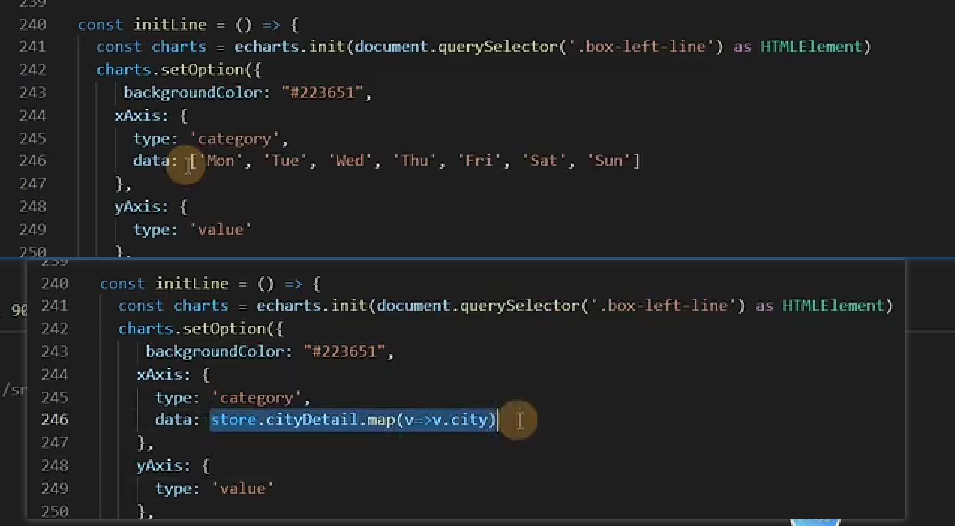 239
240 const initLine = () => {
241 const charts = echarts.init(document.querySelector('.box-left-line') as HTMLElement)
242 charts.setOption({
243 backgroundColor: "#223651",
244 xAxis: {
245 type: 'category',
246 data: ['Mon', 'Tue', 'Wed', 'Thu', 'Fri', 'Sat', 'Sun']
247 },
248 yAxis: {
249 type: 'value'
250 },
239
240 const initLine = () => {
90
241 const charts = echarts.init(document.querySelector('.box-left-line') as HTMLElement)
242 charts.setOption({
243 backgroundColor: "#223651",
244 xAxis: {
/sr
245 type: 'category',
246 data: store.cityDetail.map(v=>v.city)
247 },
248 yAxis: {
249 type: 'value'
250 },